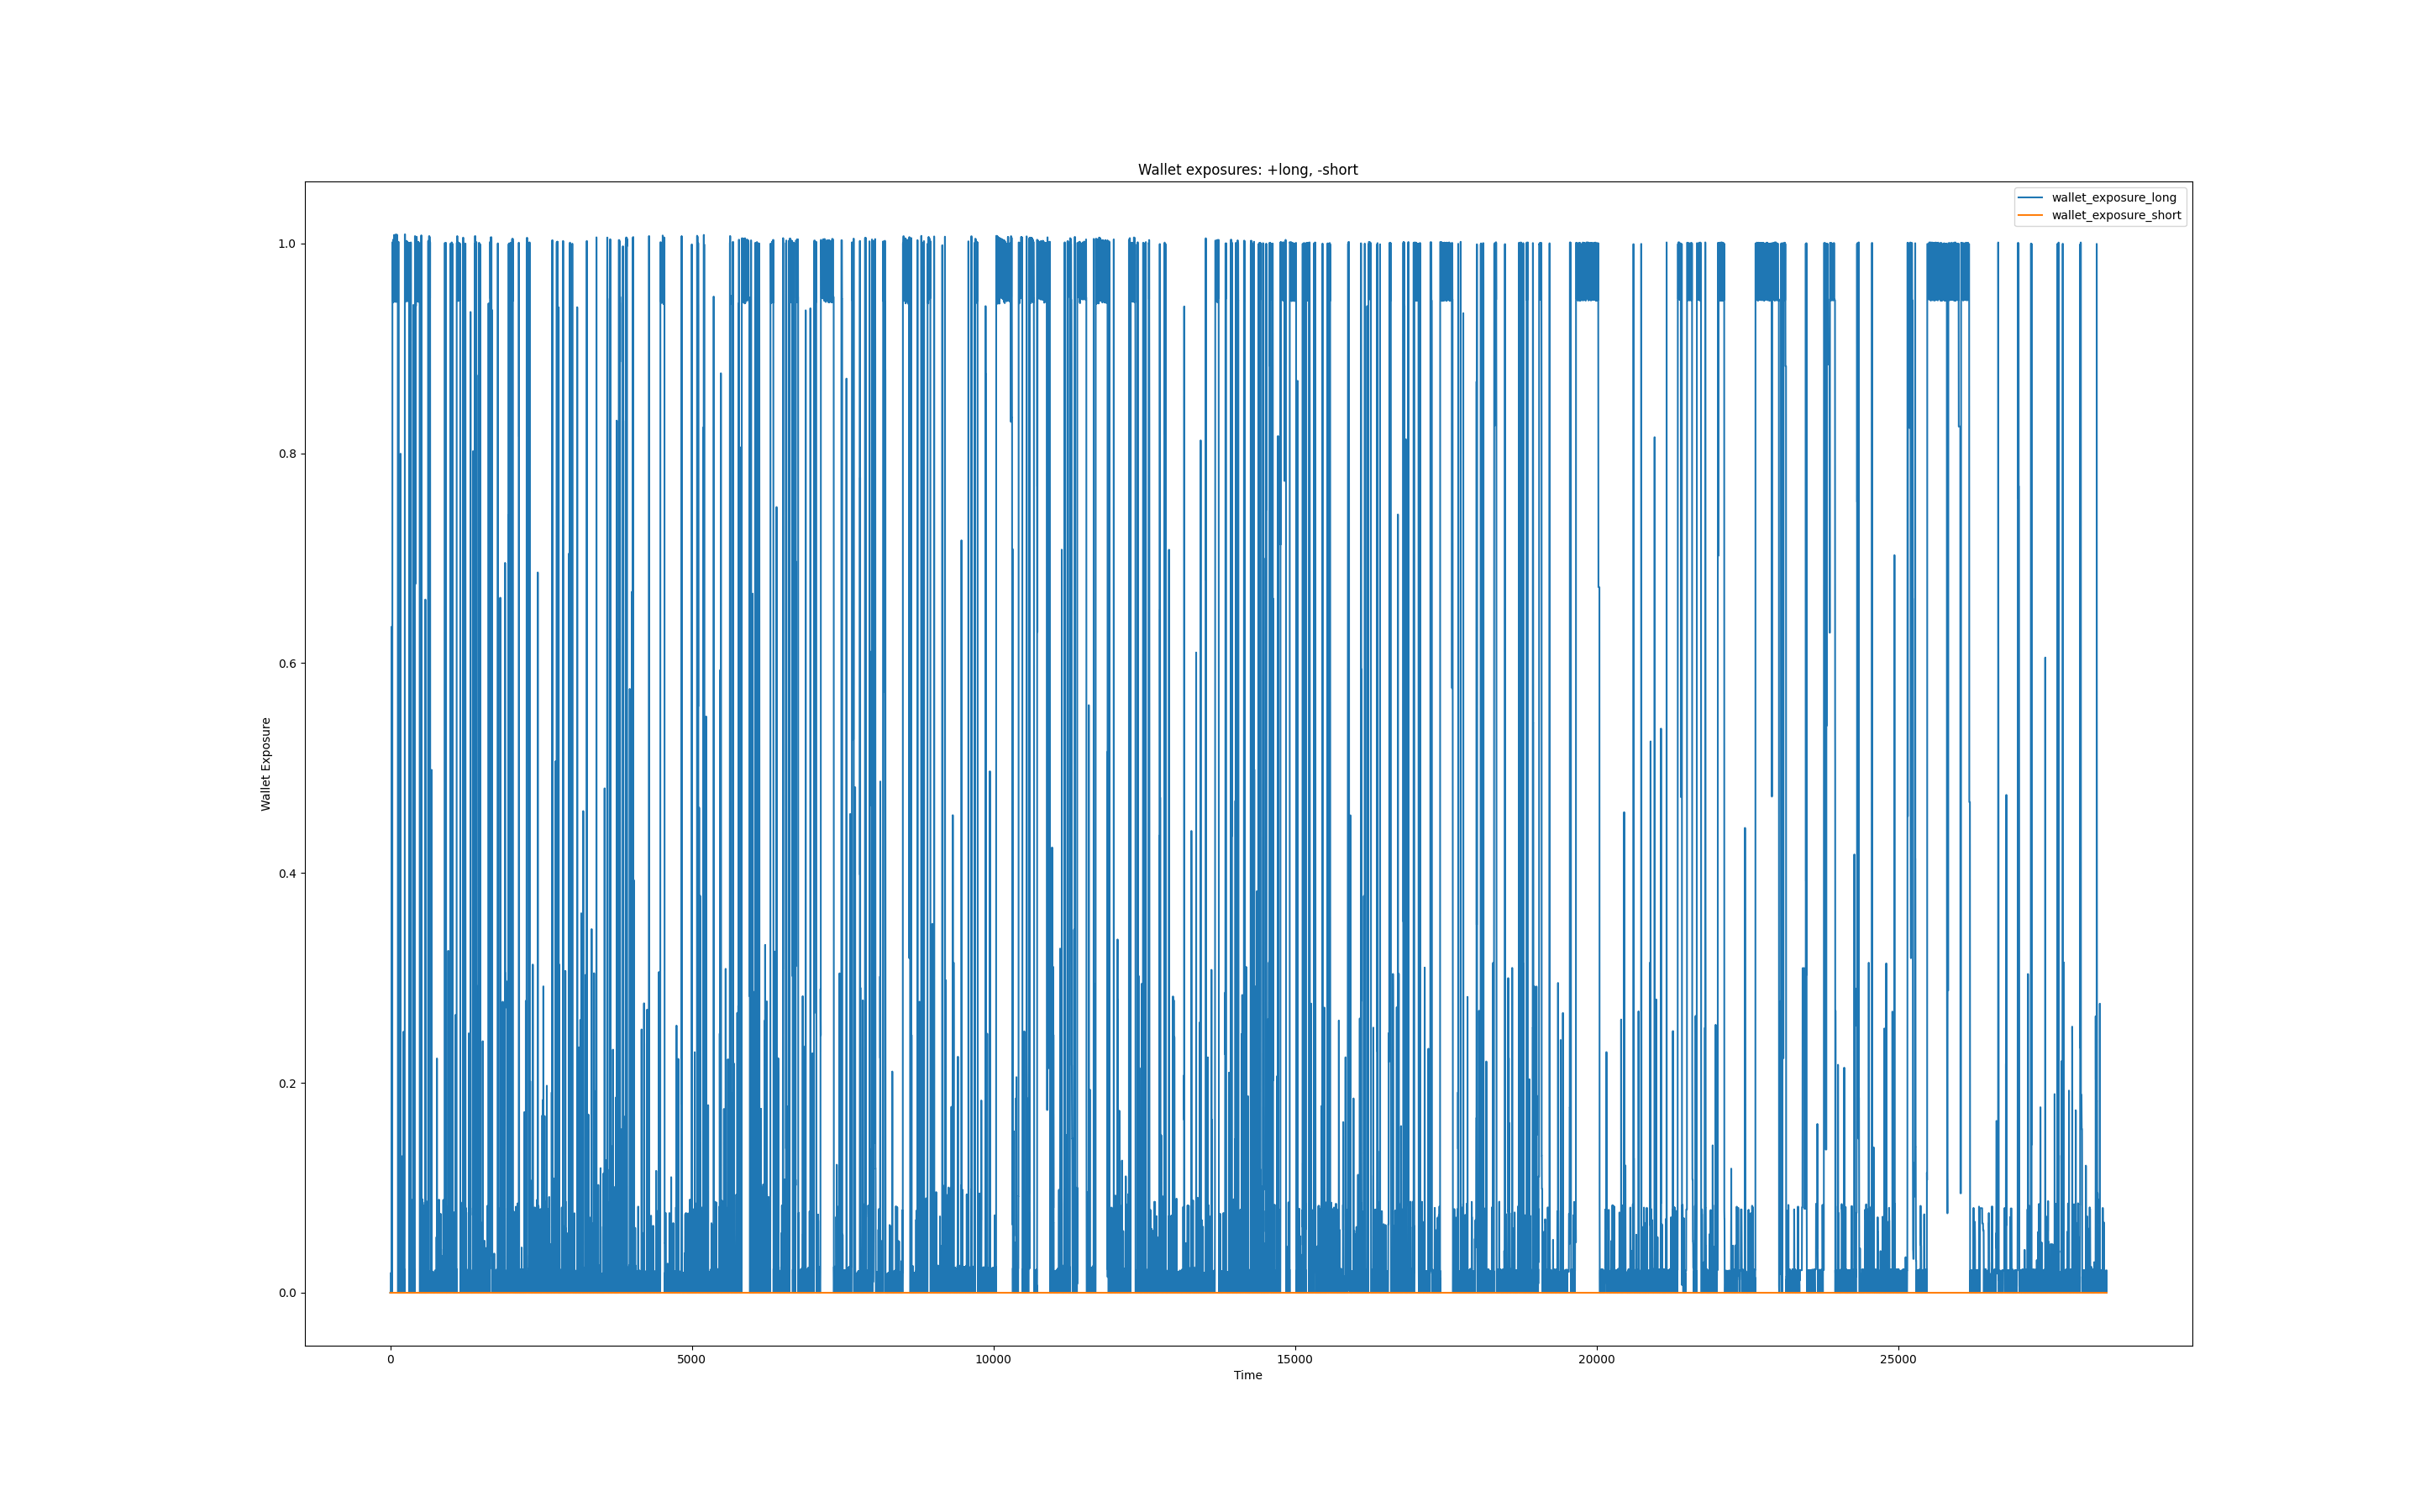 Wallet exposures: +long, -short
wallet_exposure_long
wallet_exposure_short
1.0
0.8
0.6
0.4
0.2
0.0
Wallet Exposure
0 5000 10000 15000 20000 25000
Time